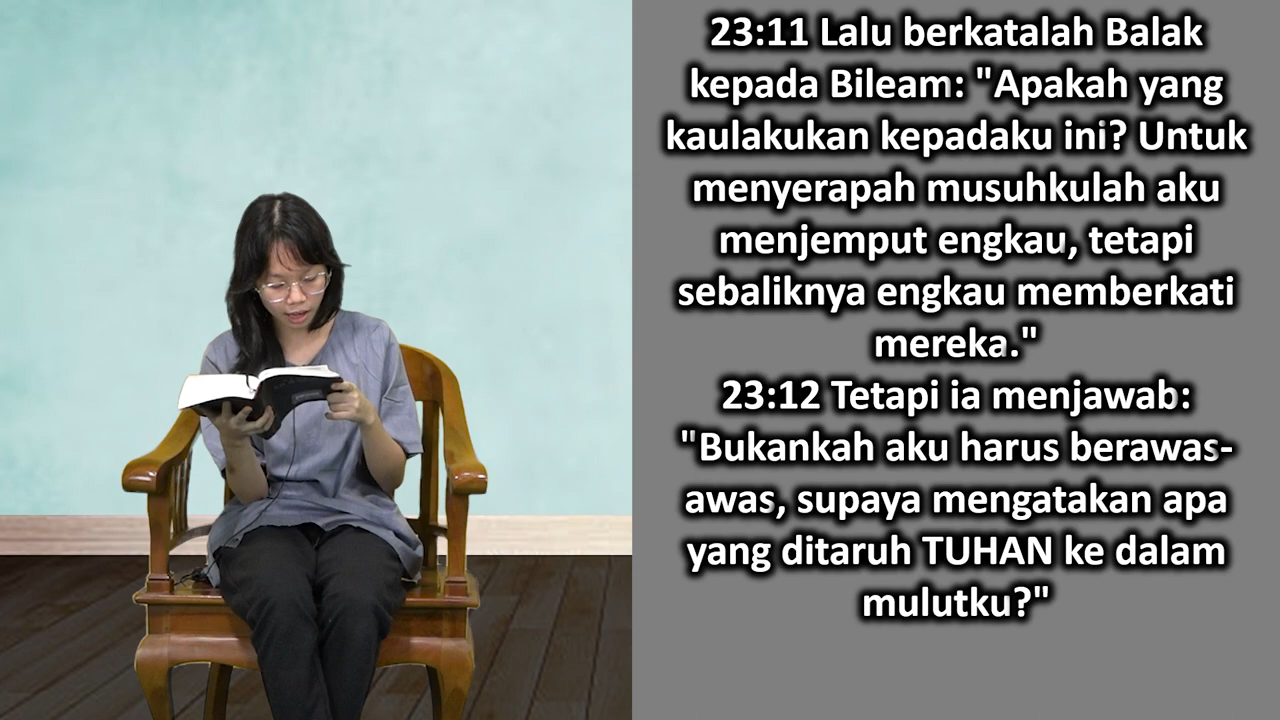 23:11 Lalu berkatalah Balak
kepada Bileam: "Apakah yang
kaulakukan kepadaku ini? Untuk
menyerapah musuhkulah aku
menjemput engkau, tetapi
sebaliknya engkau memberkati
mereka."
23:12 Tetapi ia menjawab:
"Bukankah aku harus berawas-
awas, supaya mengatakan apa
yang ditaruh TUHAN ke dalam
mulutku?"